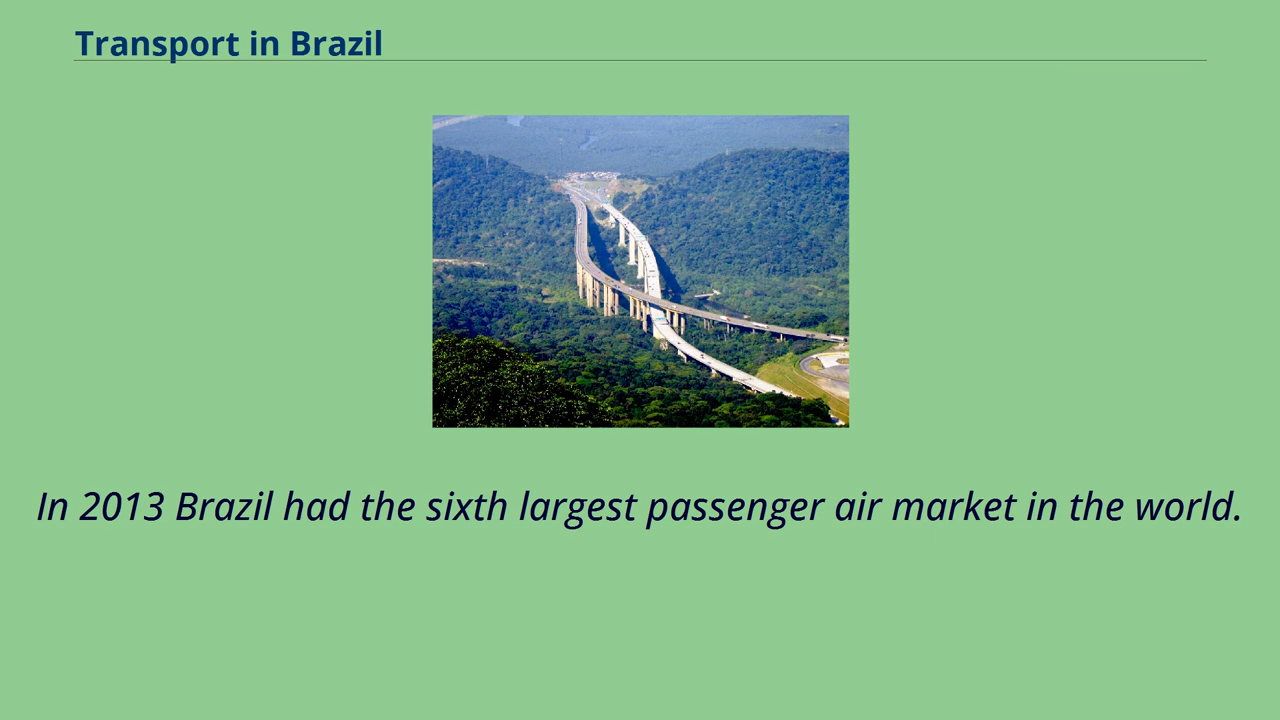 Transport in Brazil
In 2013 Brazil had the sixth largest passenger air market in the world.